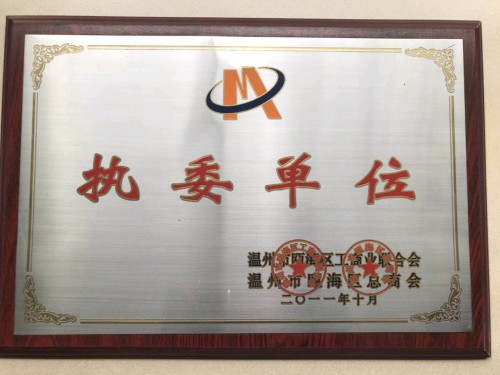 执委单位
温州市瓯海区工商业联合会
温州市瓯海区总商会
二〇一一年十月